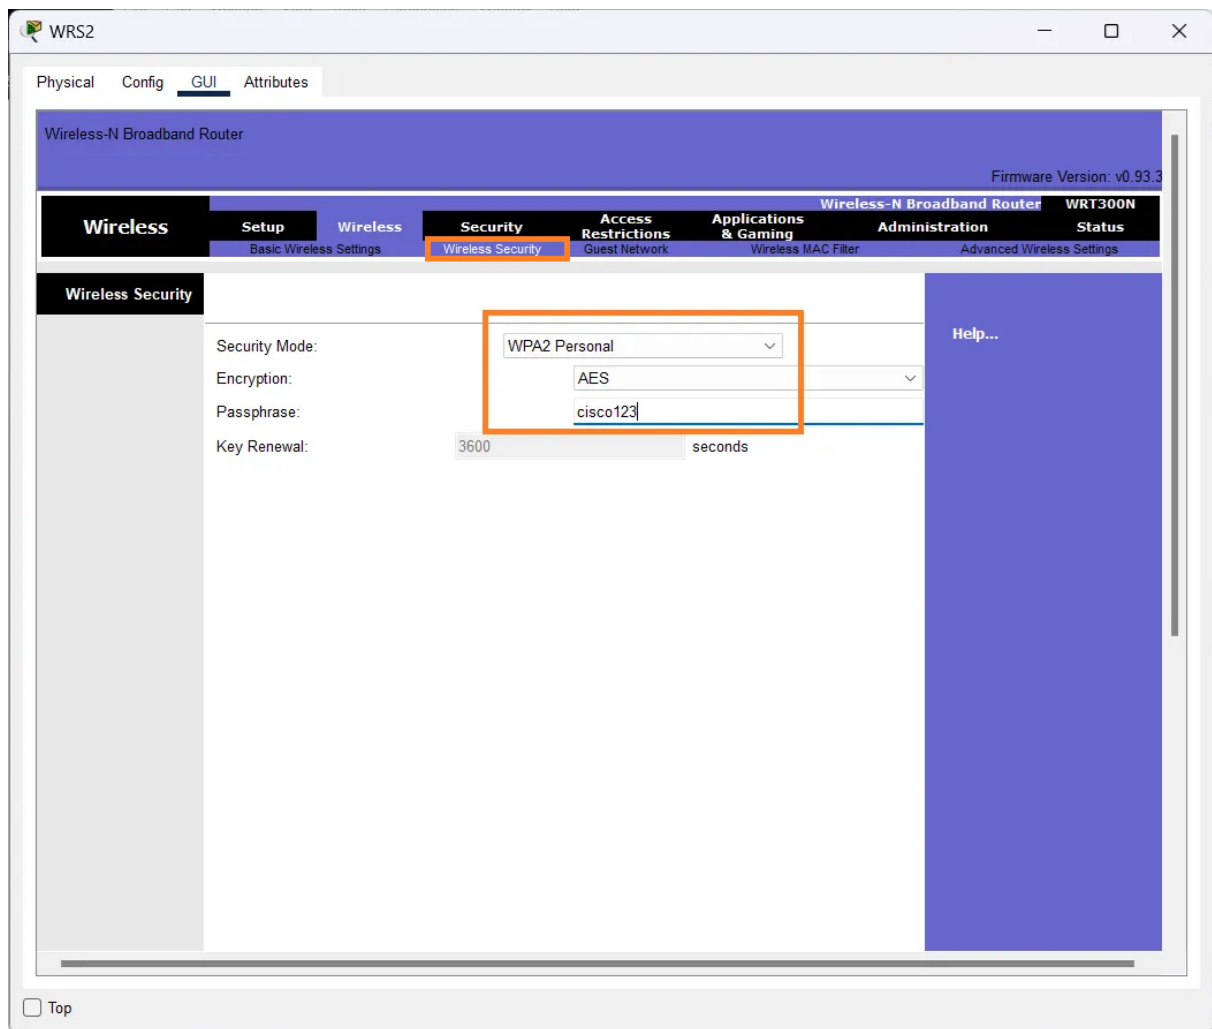 WRS2
Physical Config GUI Attributes
Wireless-N Broadband Router
Firmware Version: v0.93.3
Wireless-N Broadband Router WRT300N
Wireless
Setup Wireless Security Access Restrictions Applications & Gaming Administration Status
Basic Wireless Settings Wireless Security Guest Network Wireless MAC Filter Advanced Wireless Settings
Wireless Security
Help...
Security Mode: WPA2 Personal
Encryption: AES
Passphrase: cisco123
Key Renewal: 3600 seconds
Top